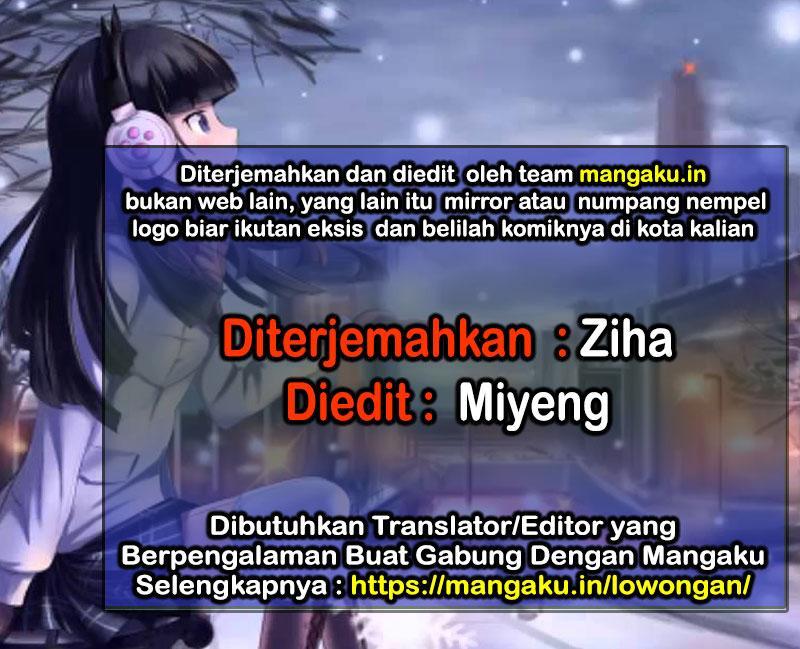 Diterjemahkan dan diedit oleh team mangaku.in
bukan web lain, yang lain itu mirror atau numpang nempel
logo biar ikutan eksis dan belilah komiknya di kota kalian
Diterjemahkan : Ziha
Diedit : Miyeng
Dibutuhkan Translator/Editor yang
Berpengalaman Buat Gabung Dengan Mangaku
Selengkapnya : https://mangaku.in/lowongan/